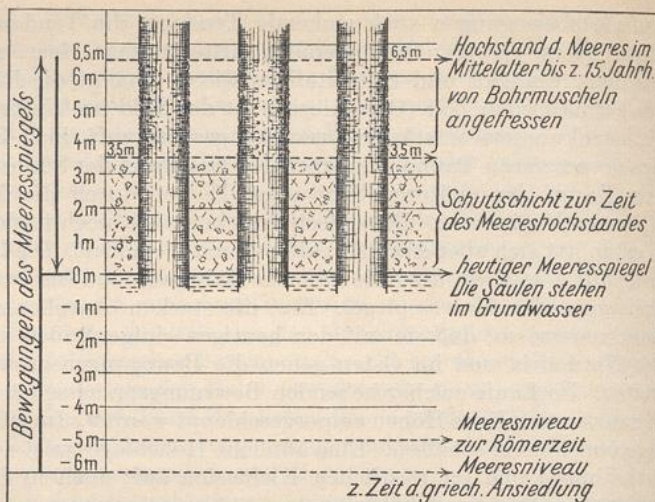 Bewegungen des Meeresspiegels
6,5m
6m
5m
4m
3,5m
3m
2m
1m
0m
-1m
-2m
-3m
-4m
-5m
-6m
6,5m
3,5m
Hochstand d. Meeres im
Mittelalter bis z. 15 Jahrh.
von Bohrmuscheln
angefressen
Schuttschicht zur Zeit
des Meereshochstandes
heutiger Meeresspiegel
Die Säulen stehen
im Grundwasser
Meeresniveau
zur Römerzeit
Meeresniveau
z. Zeit d. griech. Ansiedlung